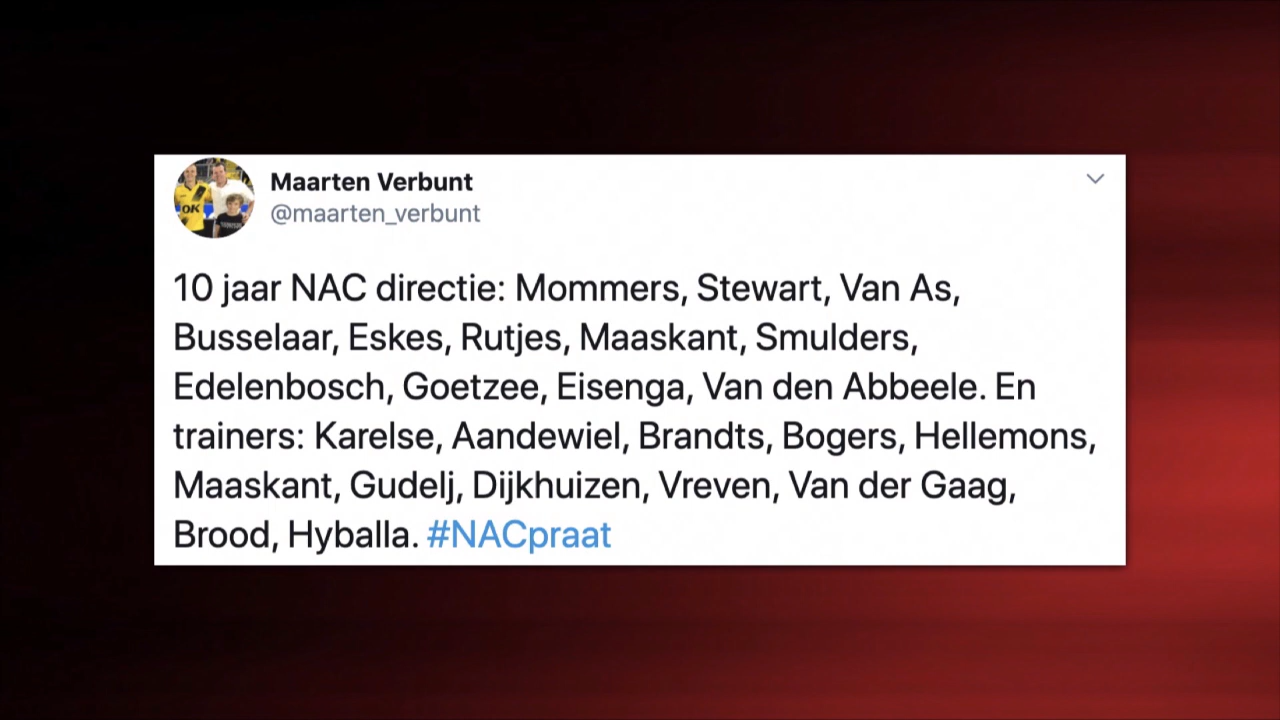 Maarten Verbunt
@maarten_verbunt
OK
10 jaar NAC directie: Mommers, Stewart, Van As,
Busselaar, Eskes, Rutjes, Maaskant, Smulders,
Edelenbosch, Goetzee, Eisenga, Van den Abbeele. En
trainers: Karelse, Aandewiel, Brandts, Bogers, Hellemons,
Maaskant, Gudelj, Dijkhuizen, Vreven, Van der Gaag,
Brood, Hyballa. #NACpraat